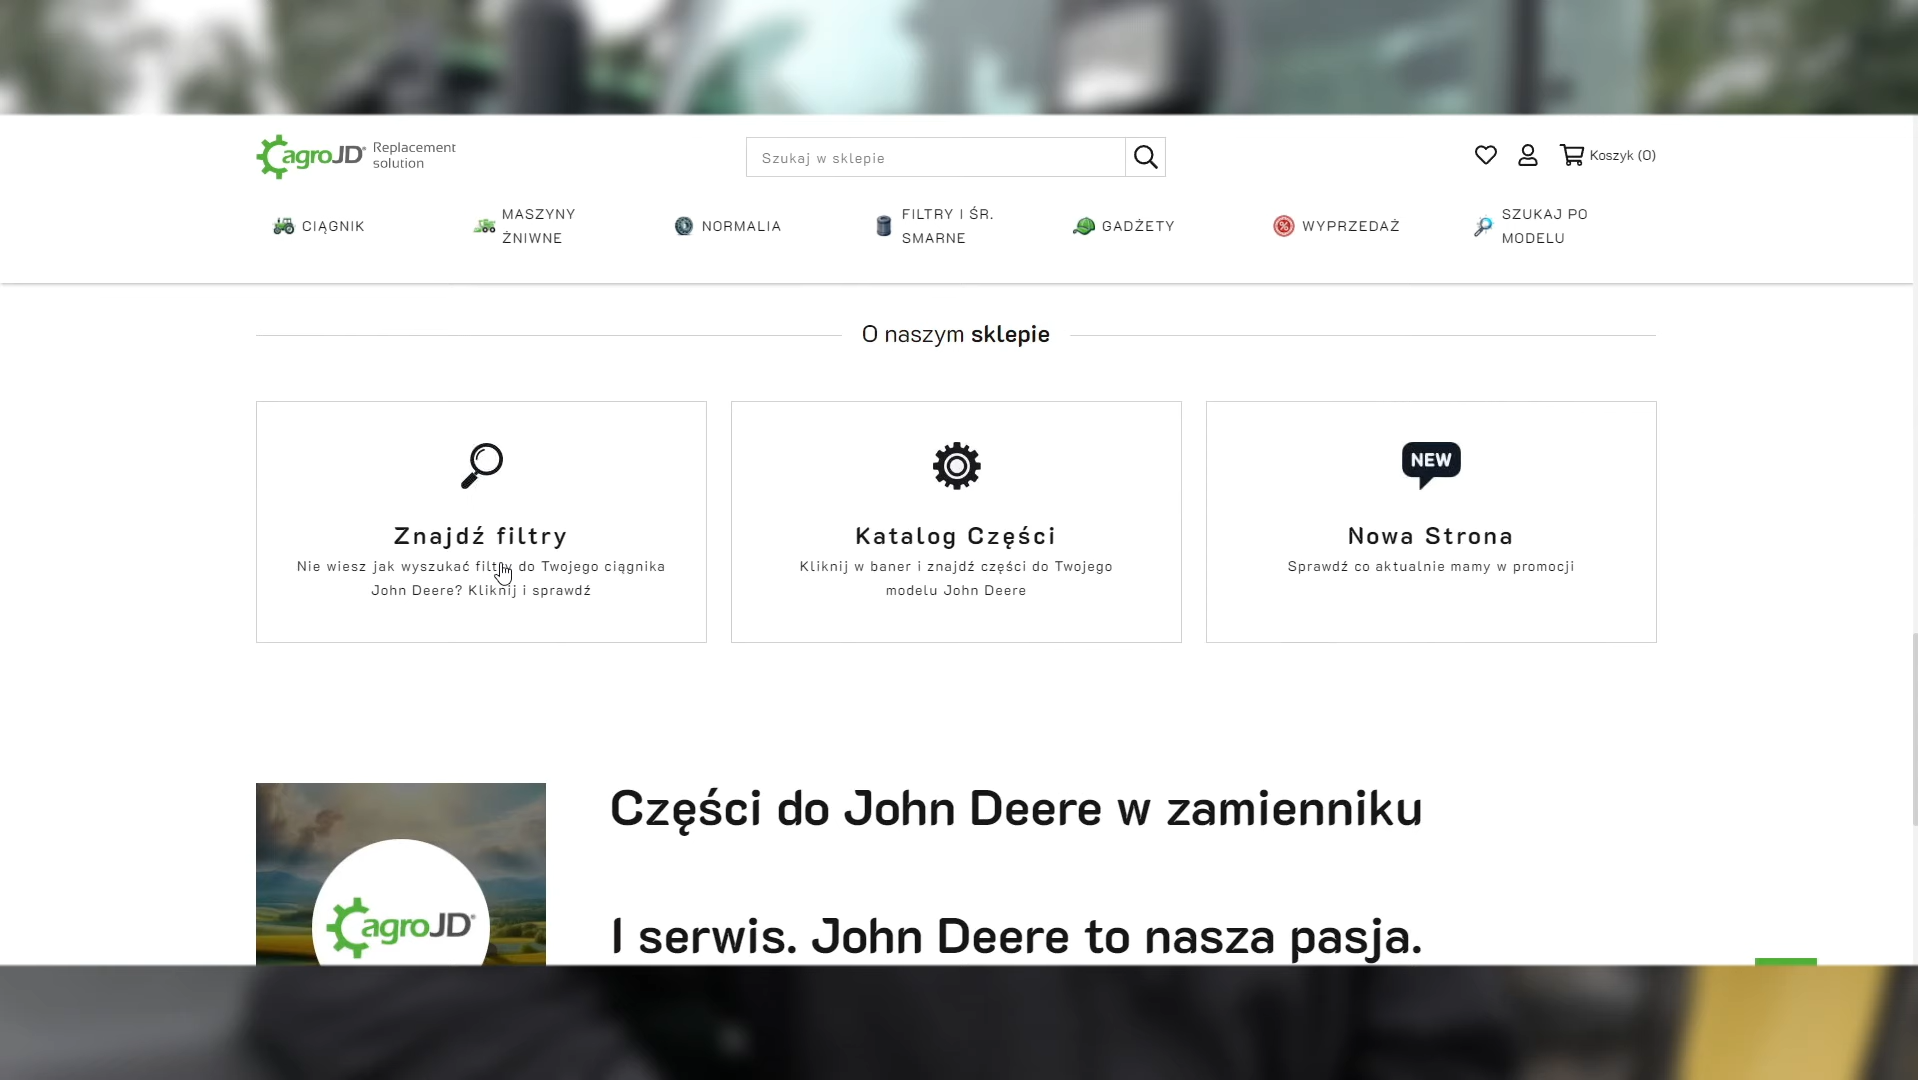 agroJD® Replacement solution
Szukaj w sklepie
Koszyk (0)
CIĄGNIK
MASZYNY ŻNIWNE
NORMALIA
FILTRY I ŚR. SMARNE
GADŻETY
WYPRZEDAŻ
SZUKAJ PO MODELU
O naszym sklepie
Znajdź filtry
Nie wiesz jak wyszukać filtry do Twojego ciągnika
John Deere? Kliknij i sprawdź
Katalog Części
Kliknij w baner i znajdź części do Twojego
modelu John Deere
NEW
Nowa Strona
Sprawdź co aktualnie mamy w promocji
agroJD®
Części do John Deere w zamienniku
I serwis. John Deere to nasza pasja.